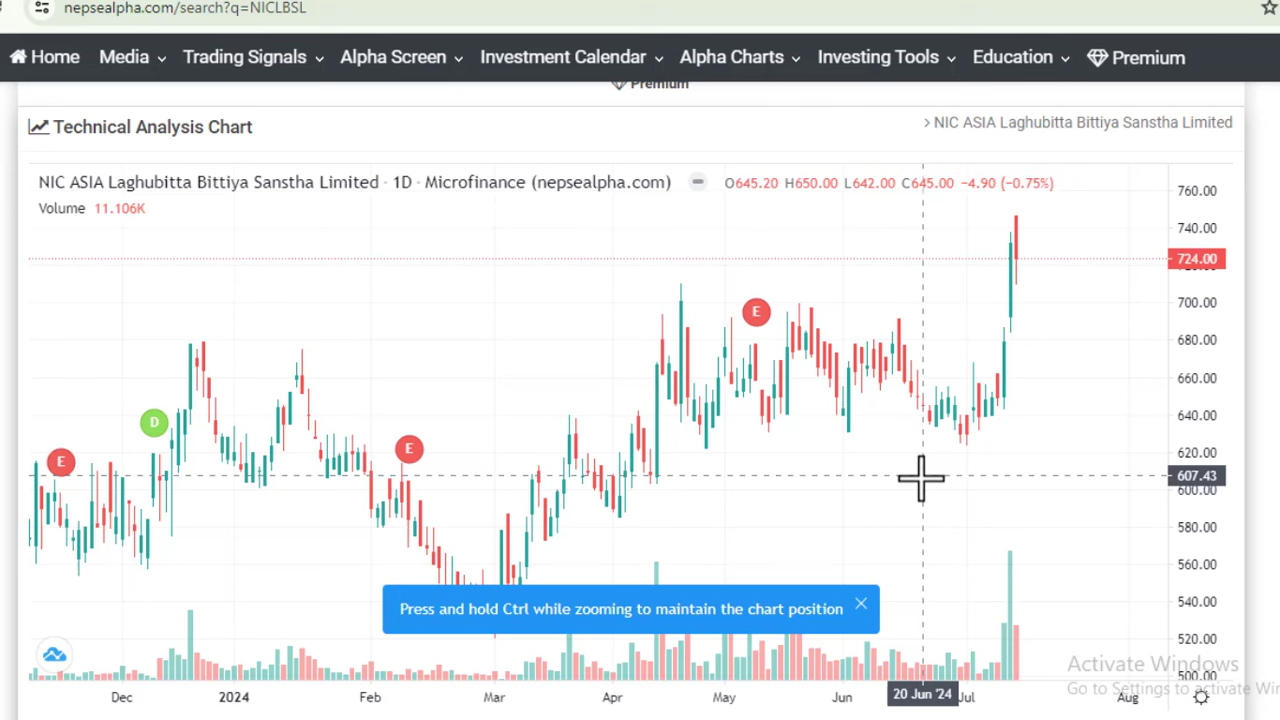 nepsealpha.com/search?q=NICLBSL
Home Media Trading Signals Alpha Screen Investment Calendar Alpha Charts Investing Tools Education Premium
Premium
Technical Analysis Chart
> NIC ASIA Laghubitta Bittiya Sanstha Limited
NIC ASIA Laghubitta Bittiya Sanstha Limited · 1D · Microfinance (nepsealpha.com) O645.20 H650.00 L642.00 C645.00 −4.90 (−0.75%)
Volume 11.106K
760.00
740.00
724.00
700.00
680.00
660.00
640.00
620.00
607.43
600.00
580.00
560.00
540.00
520.00
500.00
E
D
E
E
Press and hold Ctrl while zooming to maintain the chart position
Dec 2024 Feb Mar Apr May Jun 20 Jun '24 Jul Aug
Activate Windows
Go to Settings to activate Win